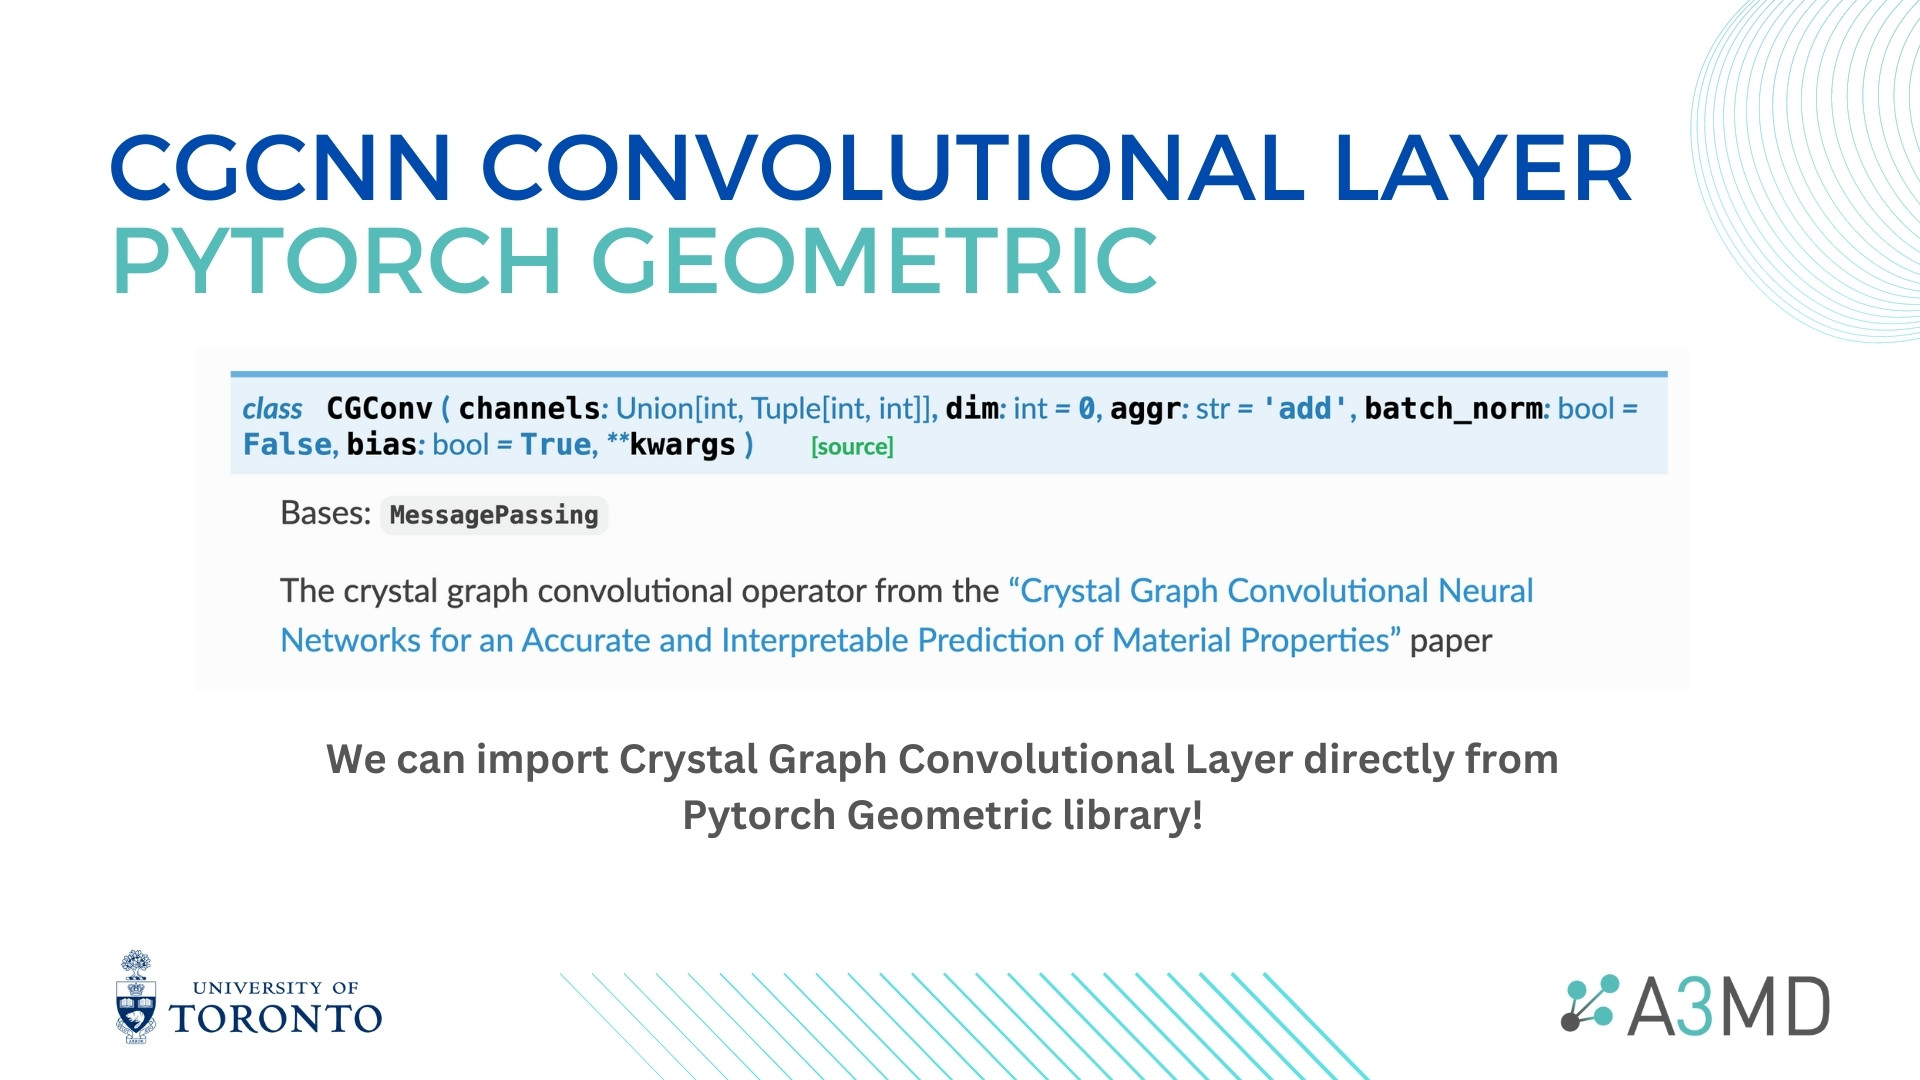 CGCNN CONVOLUTIONAL LAYER
PYTORCH GEOMETRIC
class CGConv ( channels: Union[int, Tuple[int, int]], dim: int = 0, aggr: str = 'add', batch_norm: bool =
False, bias: bool = True, **kwargs ) [source]
Bases: MessagePassing
The crystal graph convolutional operator from the “Crystal Graph Convolutional Neural
Networks for an Accurate and Interpretable Prediction of Material Properties” paper
We can import Crystal Graph Convolutional Layer directly from
Pytorch Geometric library!
UNIVERSITY OF
TORONTO
A3MD